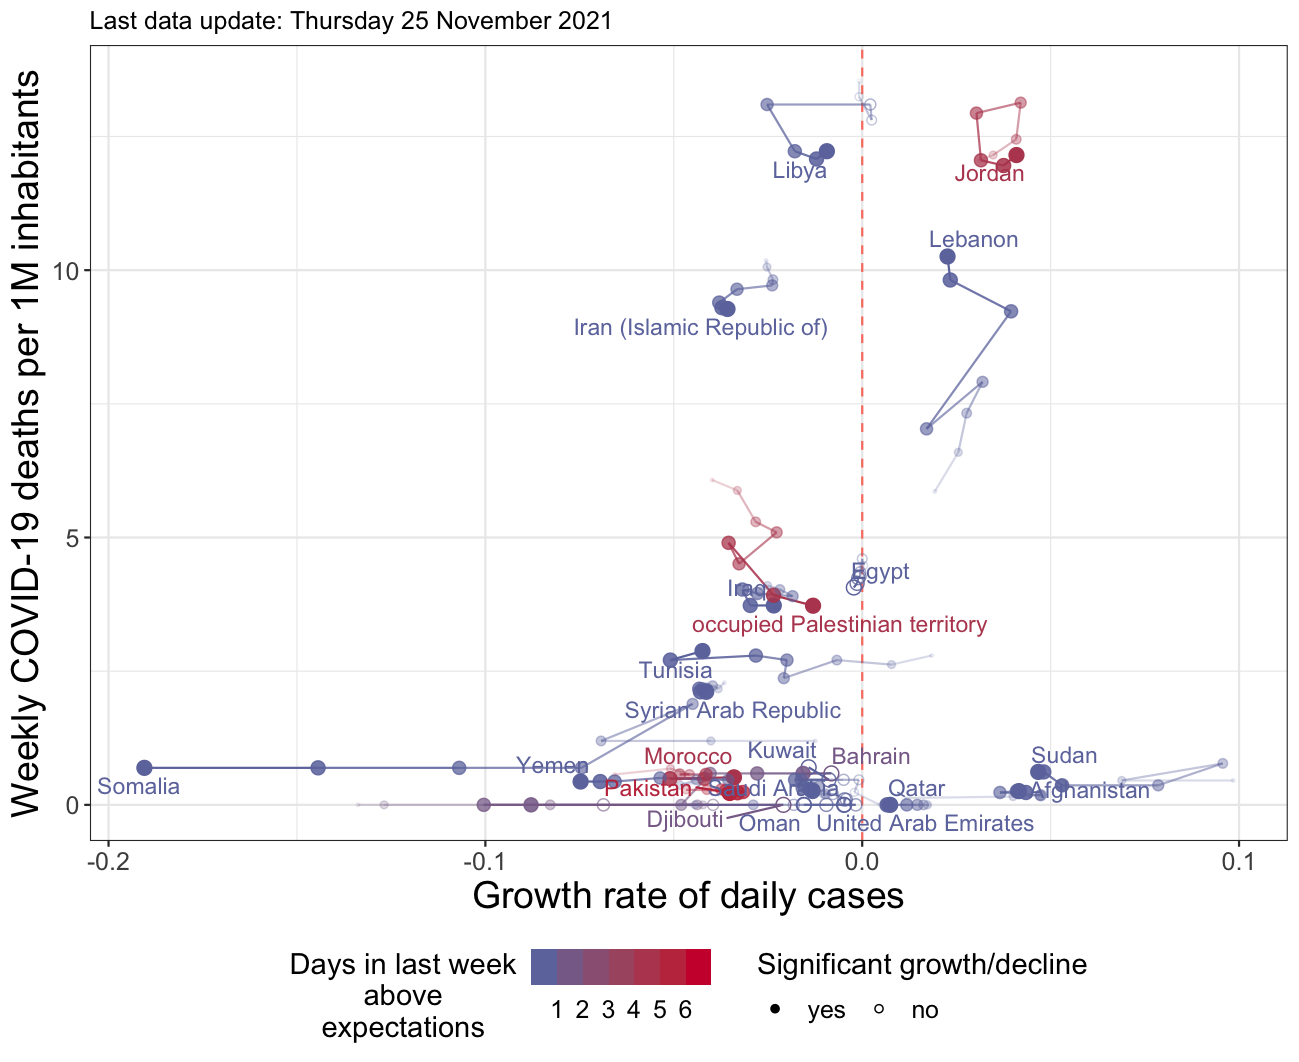 Last data update: Thursday 25 November 2021
Weekly COVID-19 deaths per 1M inhabitants
10
5
0
Libya
Jordan
Lebanon
Iran (Islamic Republic of)
Egypt
Iraq
occupied Palestinian territory
Tunisia
Syrian Arab Republic
Kuwait
Morocco
Bahrain
Sudan
Yemen
Somalia
Pakistan
Saudi Arabia
Qatar
Afghanistan
Djibouti
Oman
United Arab Emirates
-0.2
-0.1
0.0
0.1
Growth rate of daily cases
Days in last week
above
expectations
1 2 3 4 5 6
Significant growth/decline
yes
no